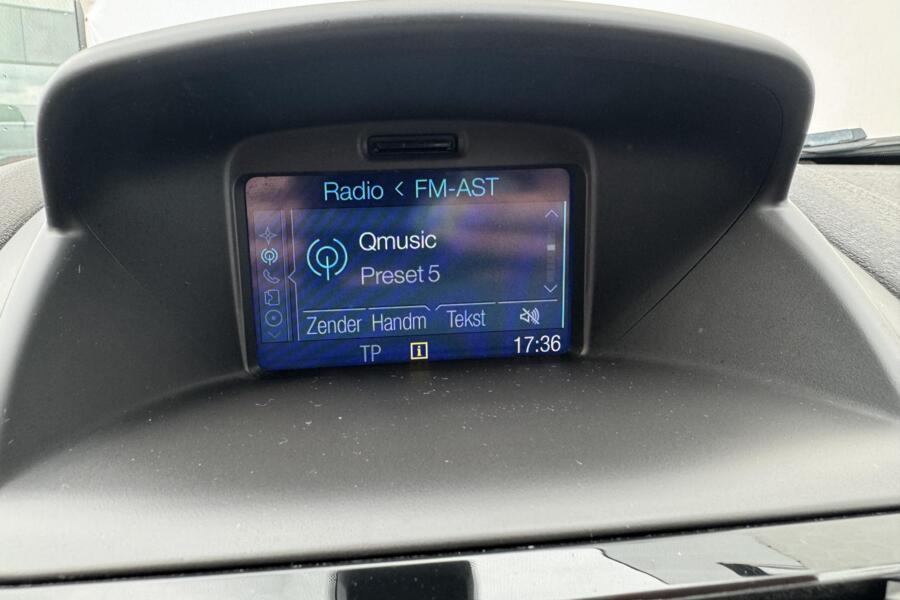 Radio < FM-AST
Qmusic
Preset 5
Zender Handm Tekst
TP i 17:36